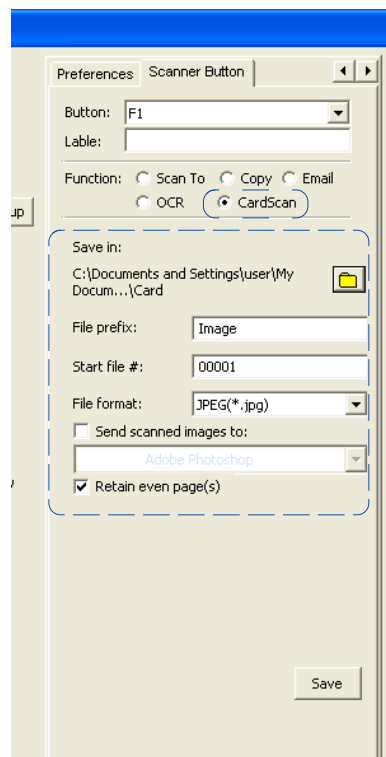 Preferences Scanner Button
Button: F1
Lable:
Function: Scan To Copy Email
OCR CardScan
up
Save in:
C:\Documents and Settings\user\My
Docum...\Card
File prefix: Image
Start file #: 00001
File format: JPEG(*.jpg)
Send scanned images to:
Adobe Photoshop
Retain even page(s)
Save